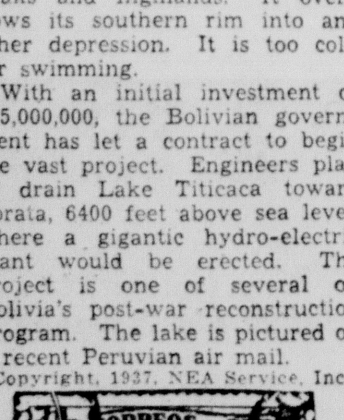 ows its southern rim into an
her depression. It is too col
r swimming.
With an initial investment o
5,000,000, the Bolivian govern
ent has let a contract to begi
e vast project. Engineers pla
drain Lake Titicaca towar
orata, 6400 feet above sea leve
here a gigantic hydro-electr
ant would be erected. Th
roject is one of several o
olivia's post-war reconstructio
rogram. The lake is pictured o
recent Peruvian air mail.
Copyright, 1937, NEA Service, Inc
CORREOS